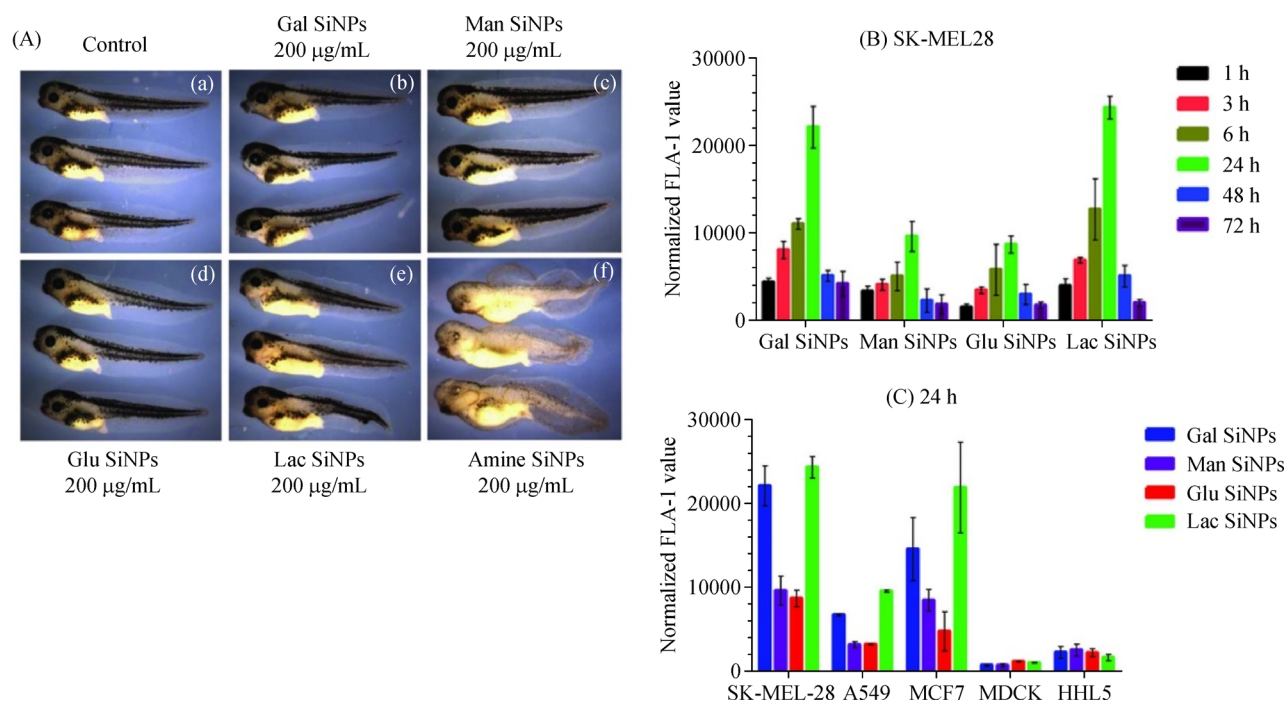 (A)
Control
Gal SiNPs
200 μg/mL
Man SiNPs
200 μg/mL
(a)
(b)
(c)
(d)
(e)
(f)
Glu SiNPs
200 μg/mL
Lac SiNPs
200 μg/mL
Amine SiNPs
200 μg/mL
(B) SK-MEL28
Normalized FLA-1 value
30000
20000
10000
0
Gal SiNPs Man SiNPs Glu SiNPs Lac SiNPs
1 h
3 h
6 h
24 h
48 h
72 h
(C) 24 h
Normalized FLA-1 value
30000
20000
10000
0
SK-MEL-28 A549 MCF7 MDCK HHL5
Gal SiNPs
Man SiNPs
Glu SiNPs
Lac SiNPs